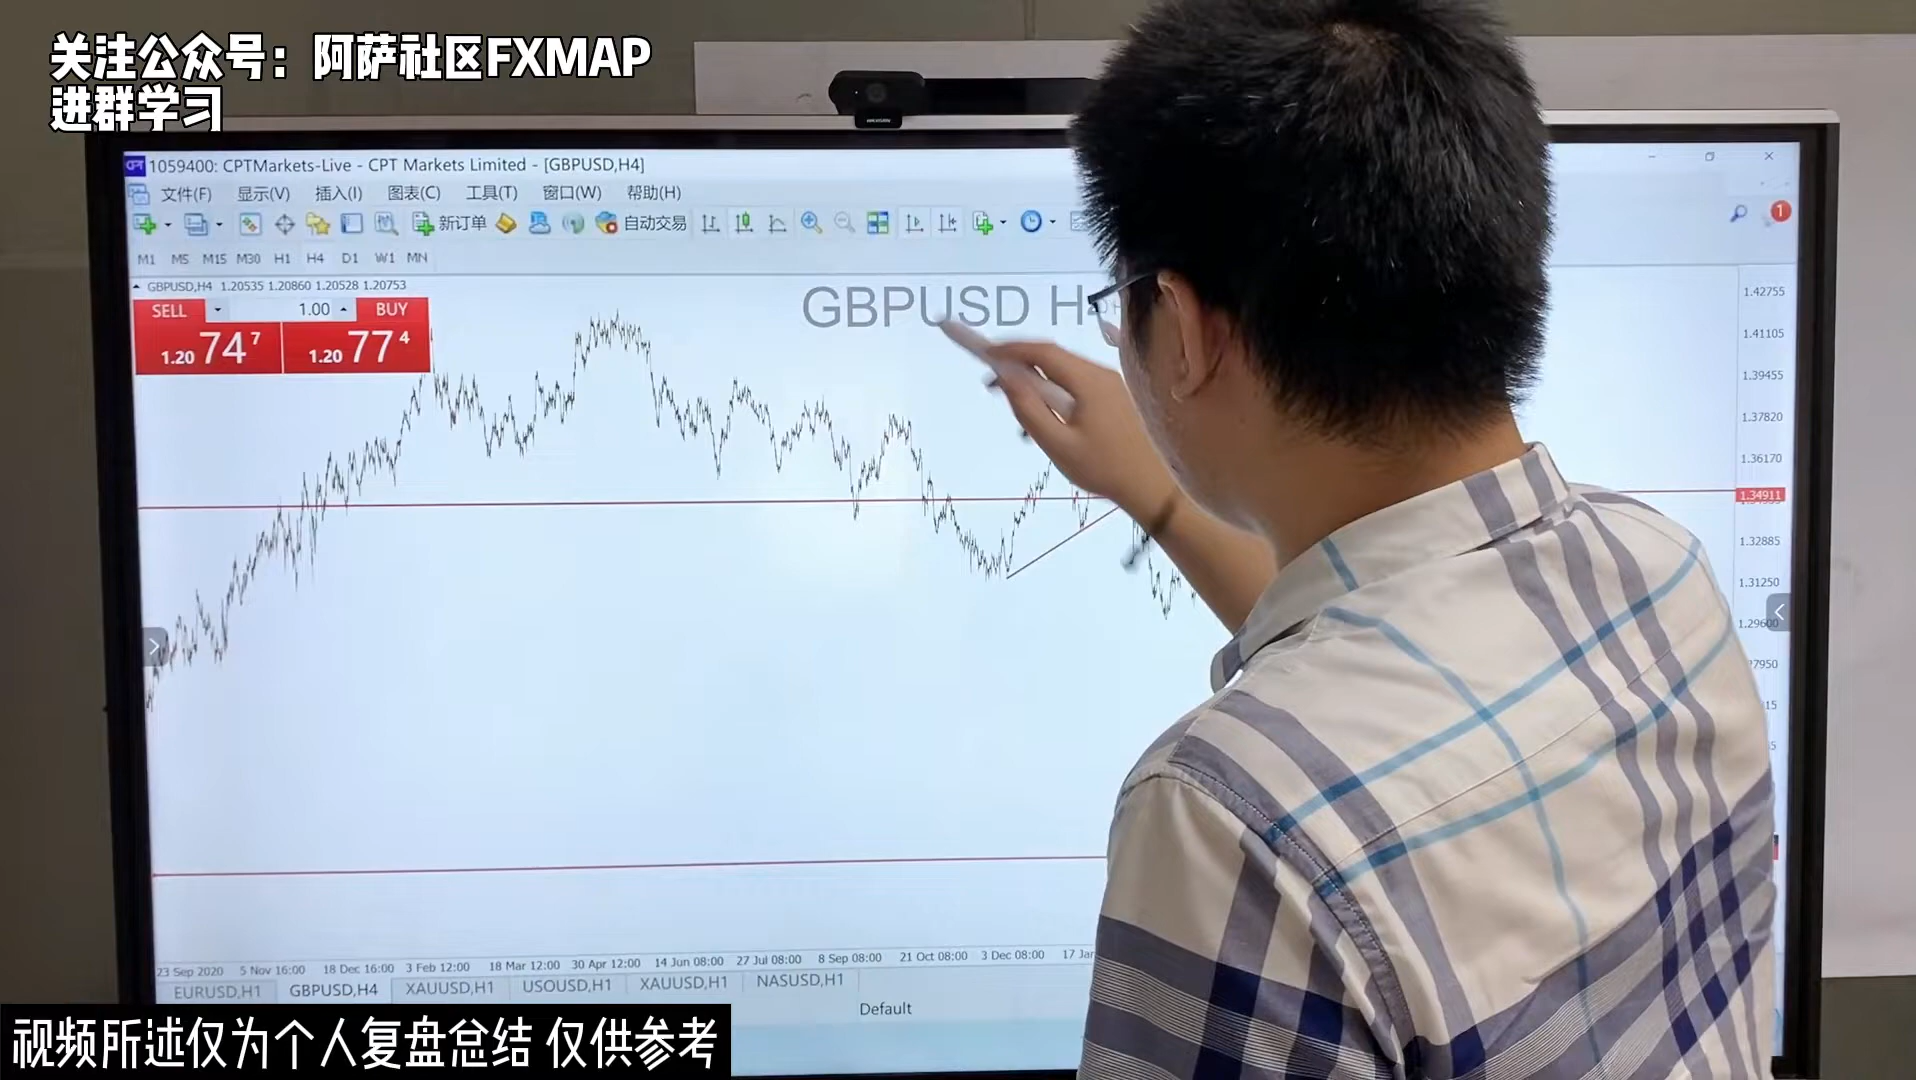 关注公众号：阿萨社区FXMAP
进群学习
1059400: CPTMarkets-Live - CPT Markets Limited - [GBPUSD,H4]
文件(F) 显示(V) 插入(I) 图表(C) 工具(T) 窗口(W) 帮助(H)
新订单 自动交易
1
M1 M5 M15 M30 H1 H4 D1 W1 MN
GBPUSD,H4 1.20535 1.20860 1.20528 1.20753
SELL 1.00 BUY
1.20 74 7 1.20 77 4
GBPUSD H4
1.42755
1.41105
1.39455
1.37820
1.36170
1.34911
1.32885
1.31250
1.29600
23 Sep 2020 5 Nov 16:00 18 Dec 16:00 3 Feb 12:00 18 Mar 12:00 30 Apr 12:00 14 Jun 08:00 27 Jul 08:00 8 Sep 08:00 21 Oct 08:00 3 Dec 08:00 17 Jan
EURUSD,H1 GBPUSD,H4 XAUUSD,H1 USOUSD,H1 XAUUSD,H1 NASUSD,H1
Default
视频所述仅为个人复盘总结 仅供参考